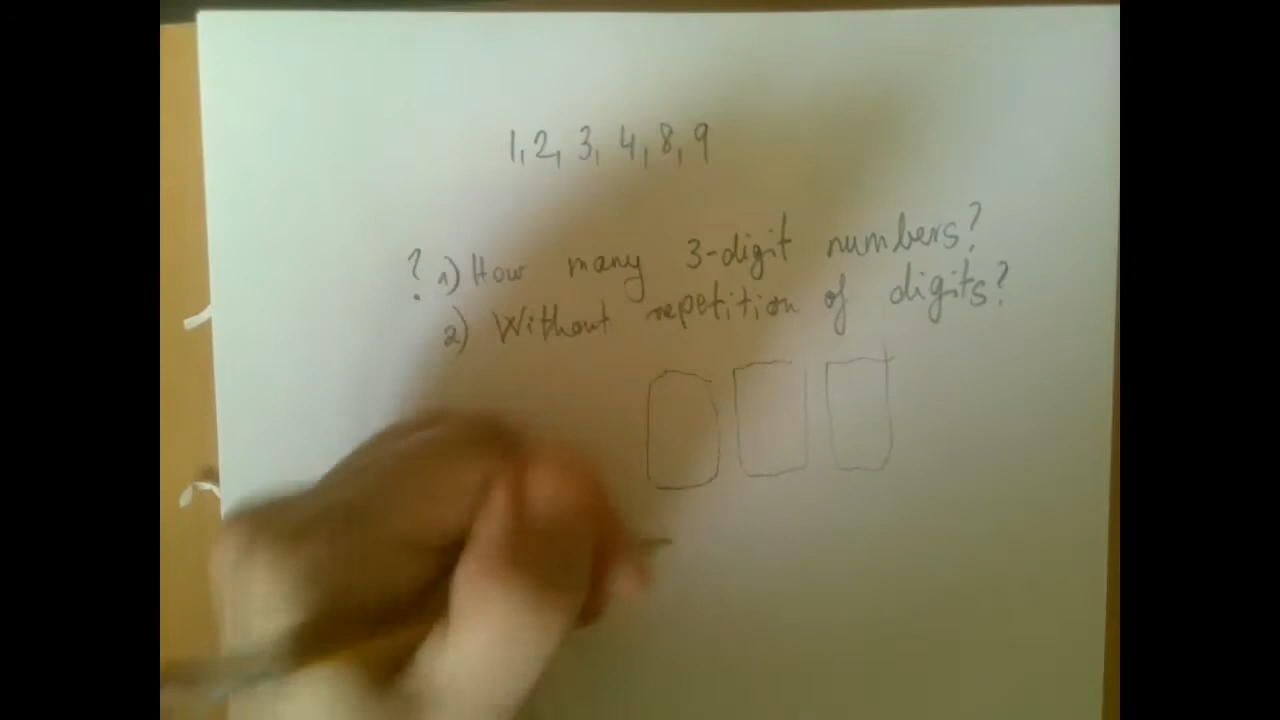 1, 2, 3, 4, 8, 9
? 1) How many 3-digit numbers?
2) Without repetition of digits?